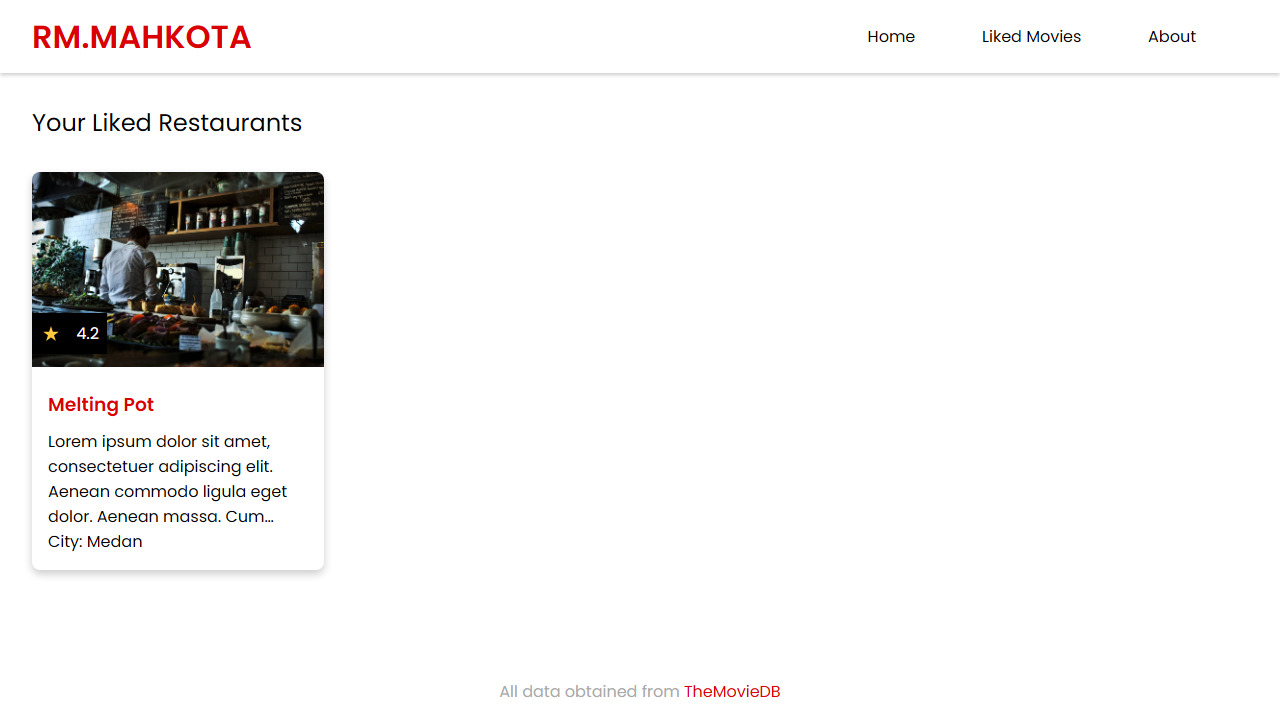 RM.MAHKOTA
Home
Liked Movies
About
Your Liked Restaurants
★ 4.2
Melting Pot
Lorem ipsum dolor sit amet,
consectetuer adipiscing elit.
Aenean commodo ligula eget
dolor. Aenean massa. Cum...
City: Medan
All data obtained from TheMovieDB